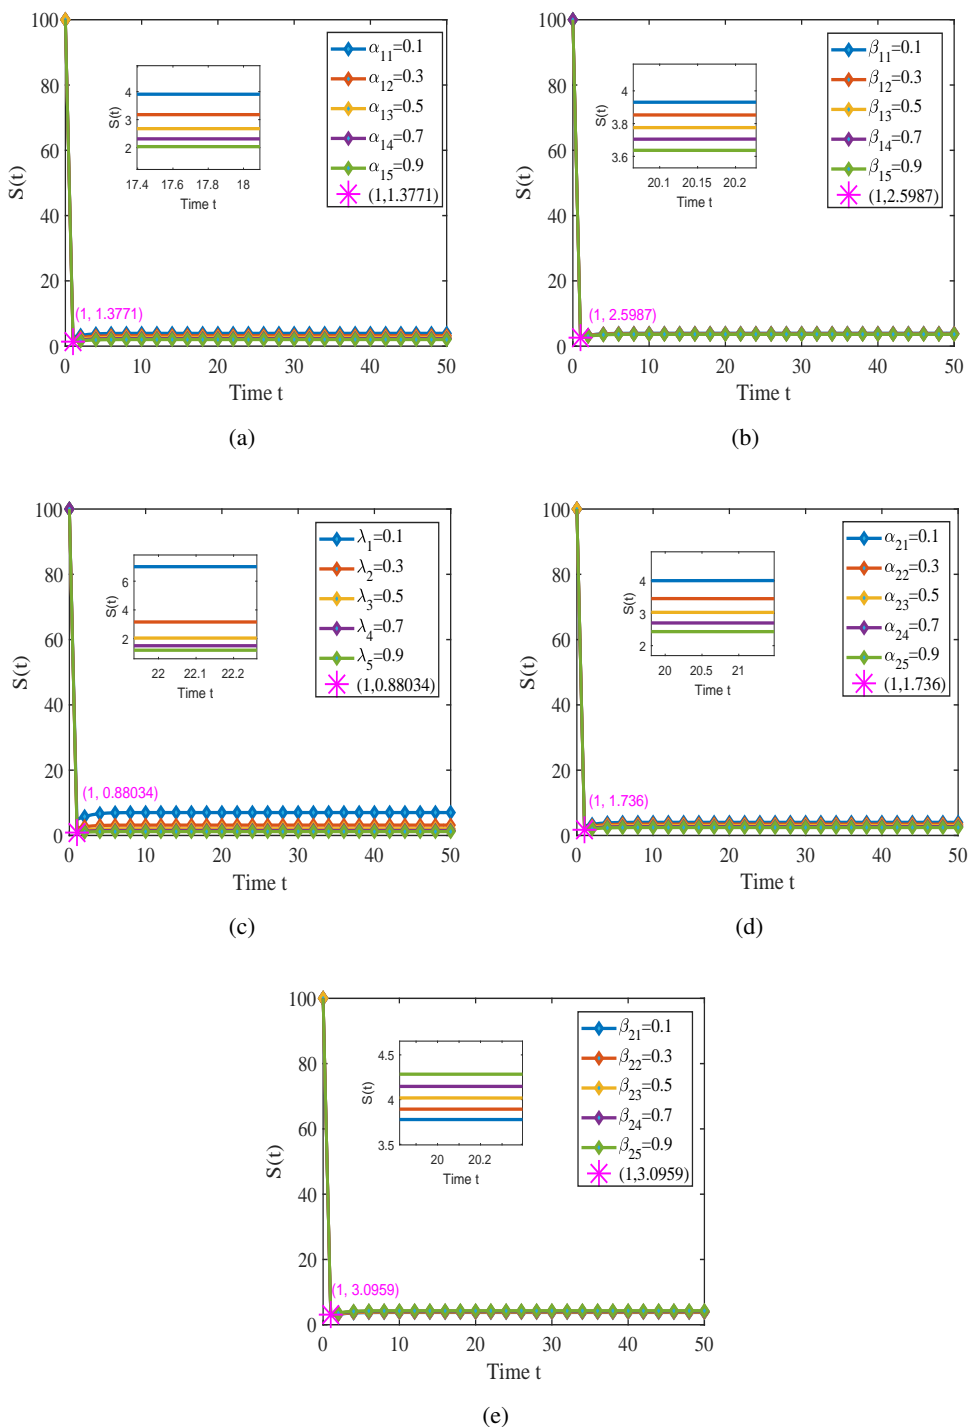 100
80
60
40
20
0
S(t)
0 10 20 30 40 50
Time t
α11=0.1
α12=0.3
α13=0.5
α14=0.7
α15=0.9
(1,1.3771)
4
3
2
S(t)
17.4 17.6 17.8 18
Time t
(1, 1.3771)
(a)
100
80
60
40
20
0
S(t)
0 10 20 30 40 50
Time t
β11=0.1
β12=0.3
β13=0.5
β14=0.7
β15=0.9
(1,2.5987)
4
3.8
3.6
S(t)
20.1 20.15 20.2
Time t
(1, 2.5987)
(b)
100
80
60
40
20
0
S(t)
0 10 20 30 40 50
Time t
λ1=0.1
λ2=0.3
λ3=0.5
λ4=0.7
λ5=0.9
(1,0.88034)
6
4
2
S(t)
22 22.1 22.2
Time t
(1, 0.88034)
(c)
100
80
60
40
20
0
S(t)
0 10 20 30 40 50
Time t
α21=0.1
α22=0.3
α23=0.5
α24=0.7
α25=0.9
(1,1.736)
4
3
2
S(t)
20 20.5 21
Time t
(1, 1.736)
(d)
100
80
60
40
20
0
S(t)
0 10 20 30 40 50
Time t
β21=0.1
β22=0.3
β23=0.5
β24=0.7
β25=0.9
(1,3.0959)
4.5
4
3.5
S(t)
20 20.2
Time t
(1, 3.0959)
(e)